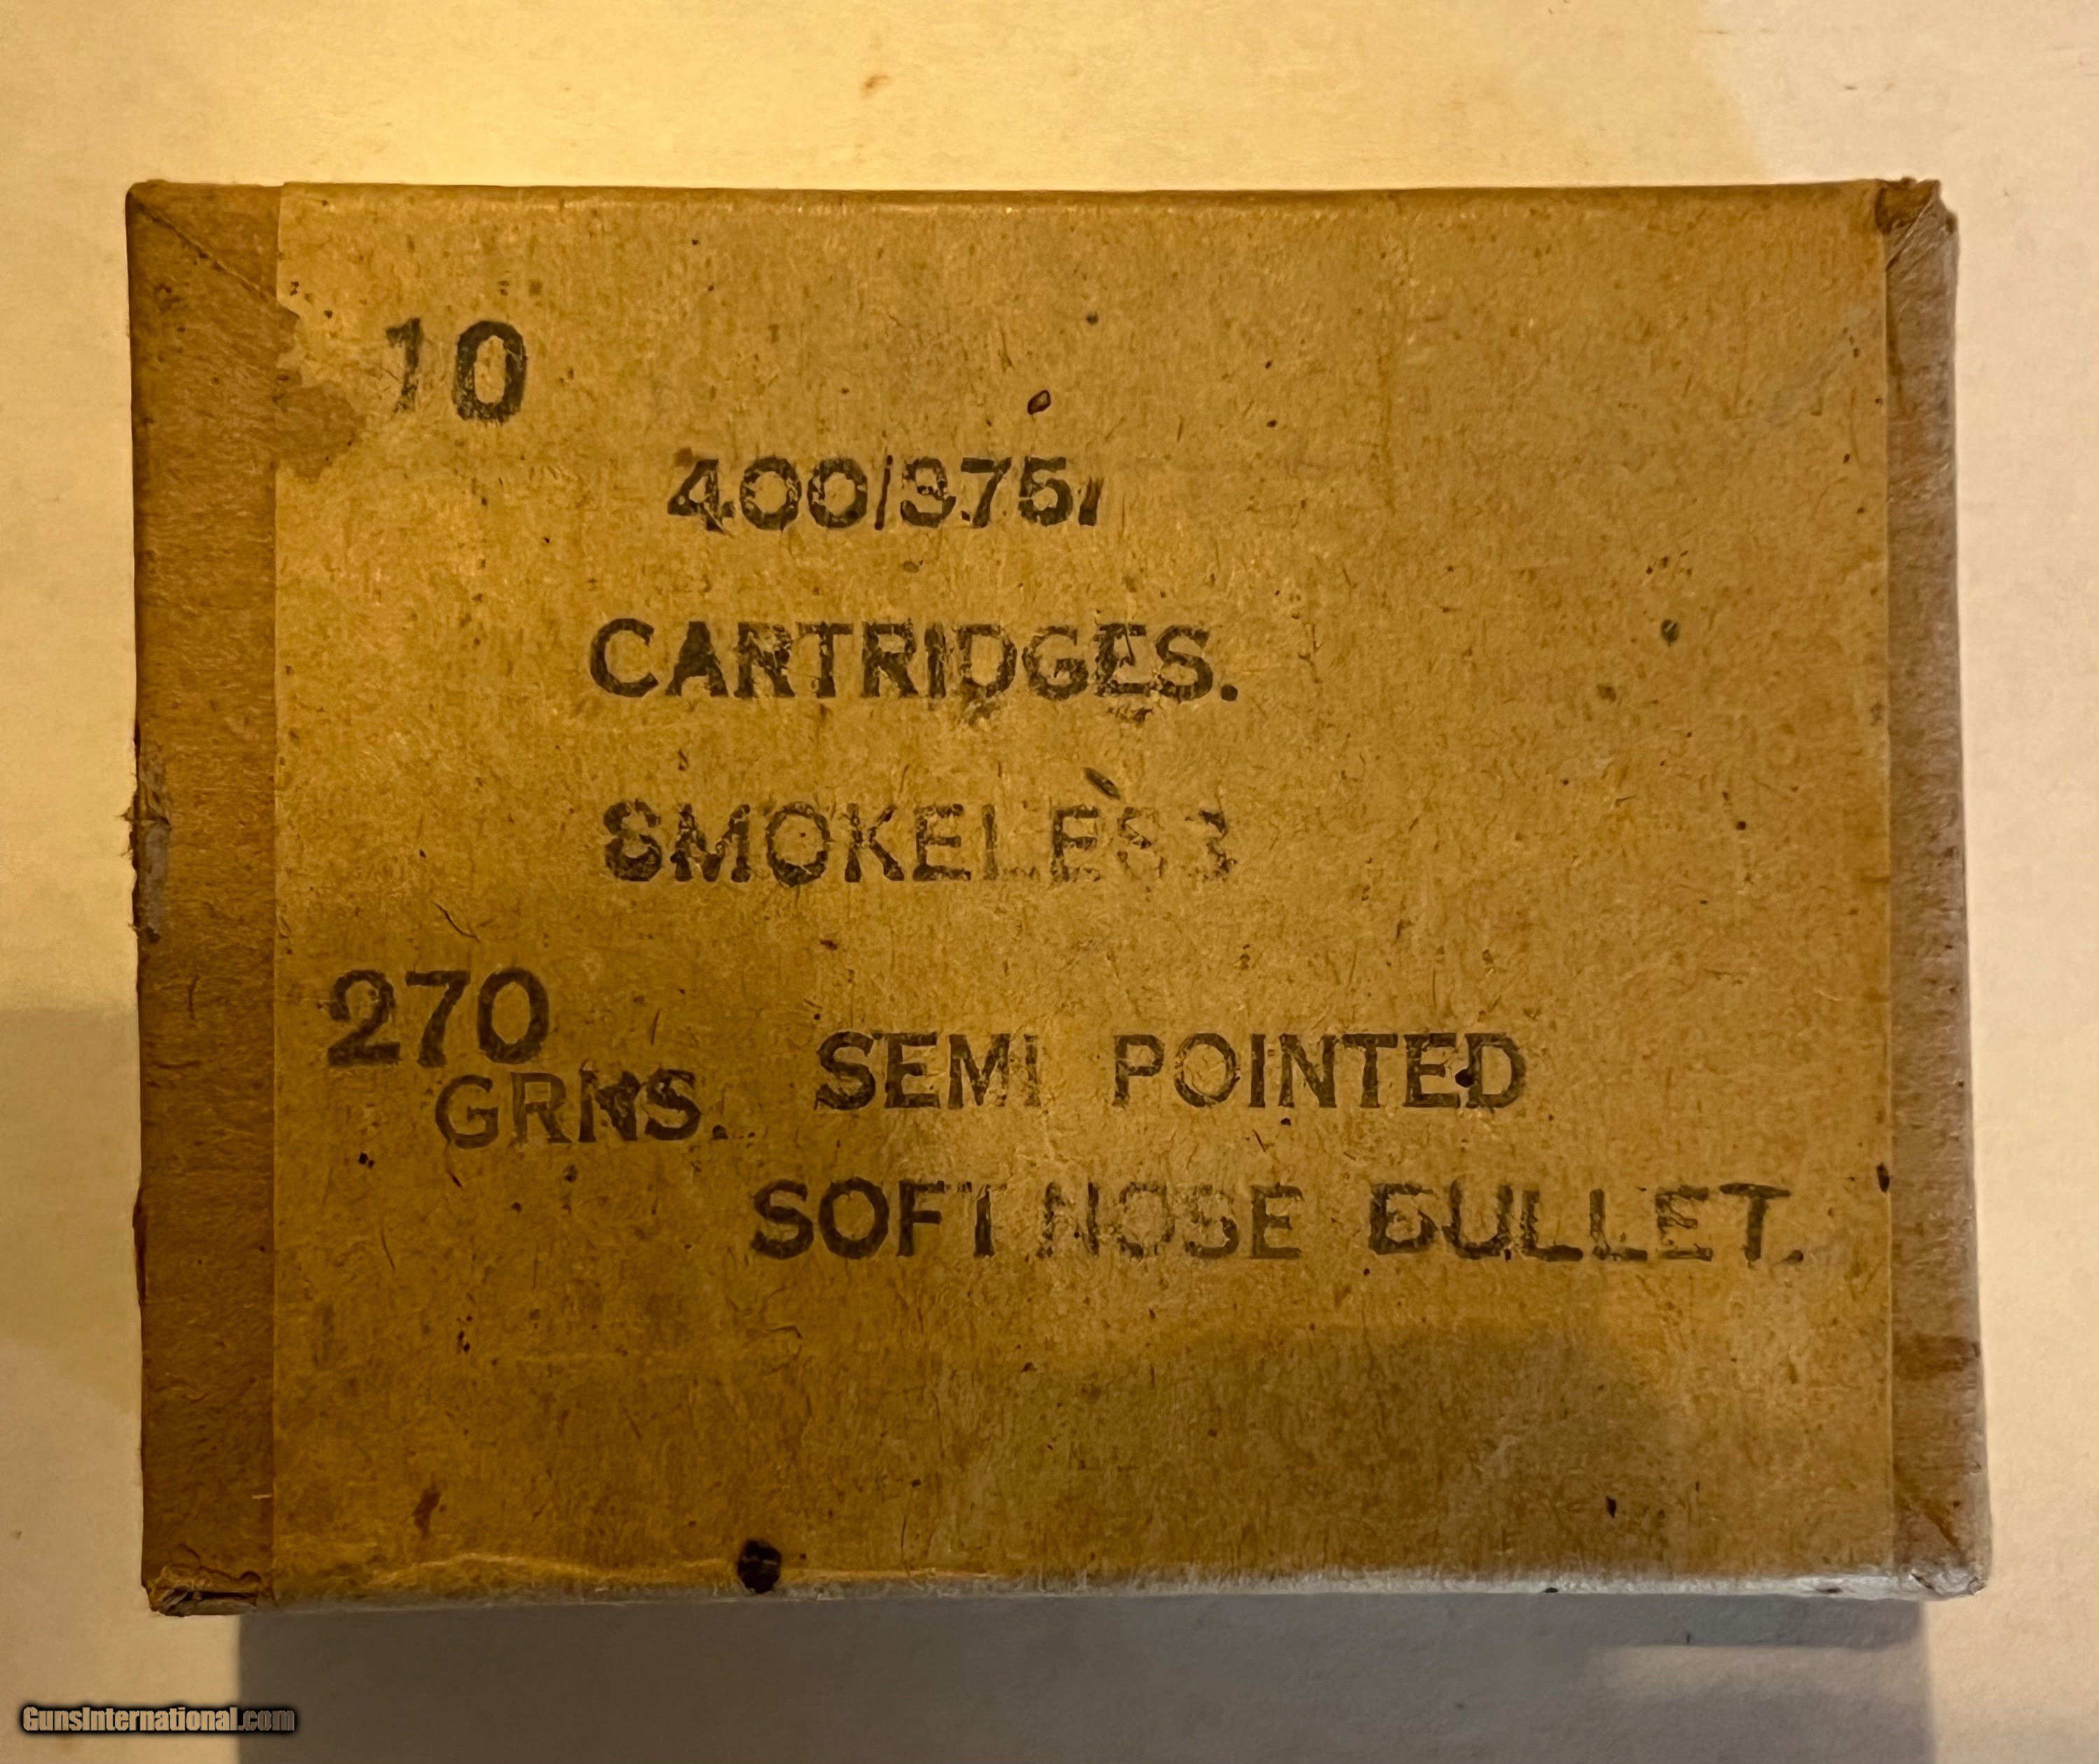 10
400/375/
CARTRIDGES.
SMOKELESS
270
GRNS. SEMI POINTED
SOFT NOSE BULLET.
GunsInternational.com